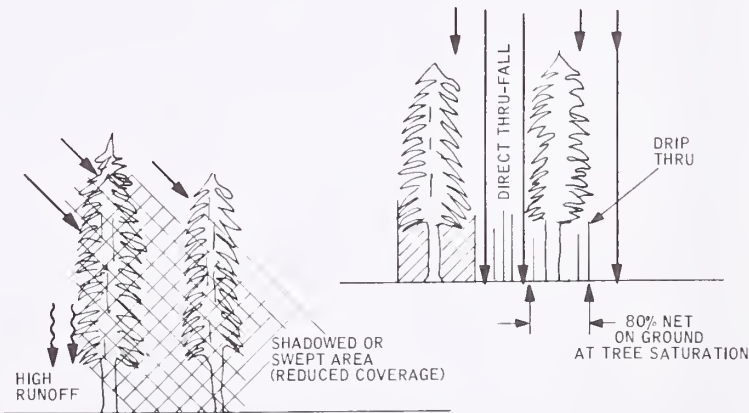 HIGH
RUNOFF
SHADOWED OR
SWEPT AREA
(REDUCED COVERAGE)
DIRECT THRU-FALL
DRIP
THRU
80% NET
ON GROUND
AT TREE SATURATION